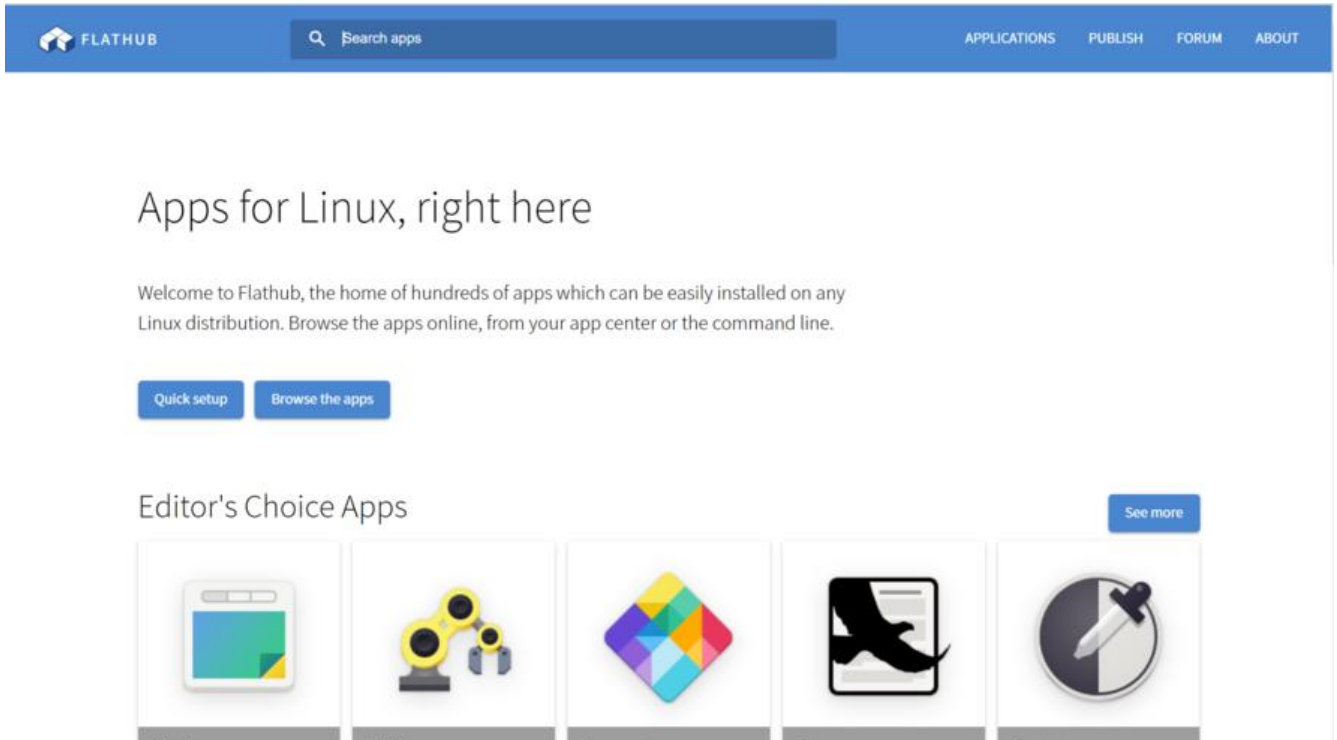 FLATHUB
Search apps
APPLICATIONS PUBLISH FORUM ABOUT
Apps for Linux, right here
Welcome to Flathub, the home of hundreds of apps which can be easily installed on any
Linux distribution. Browse the apps online, from your app center or the command line.
Quick setup Browse the apps
Editor's Choice Apps
See more